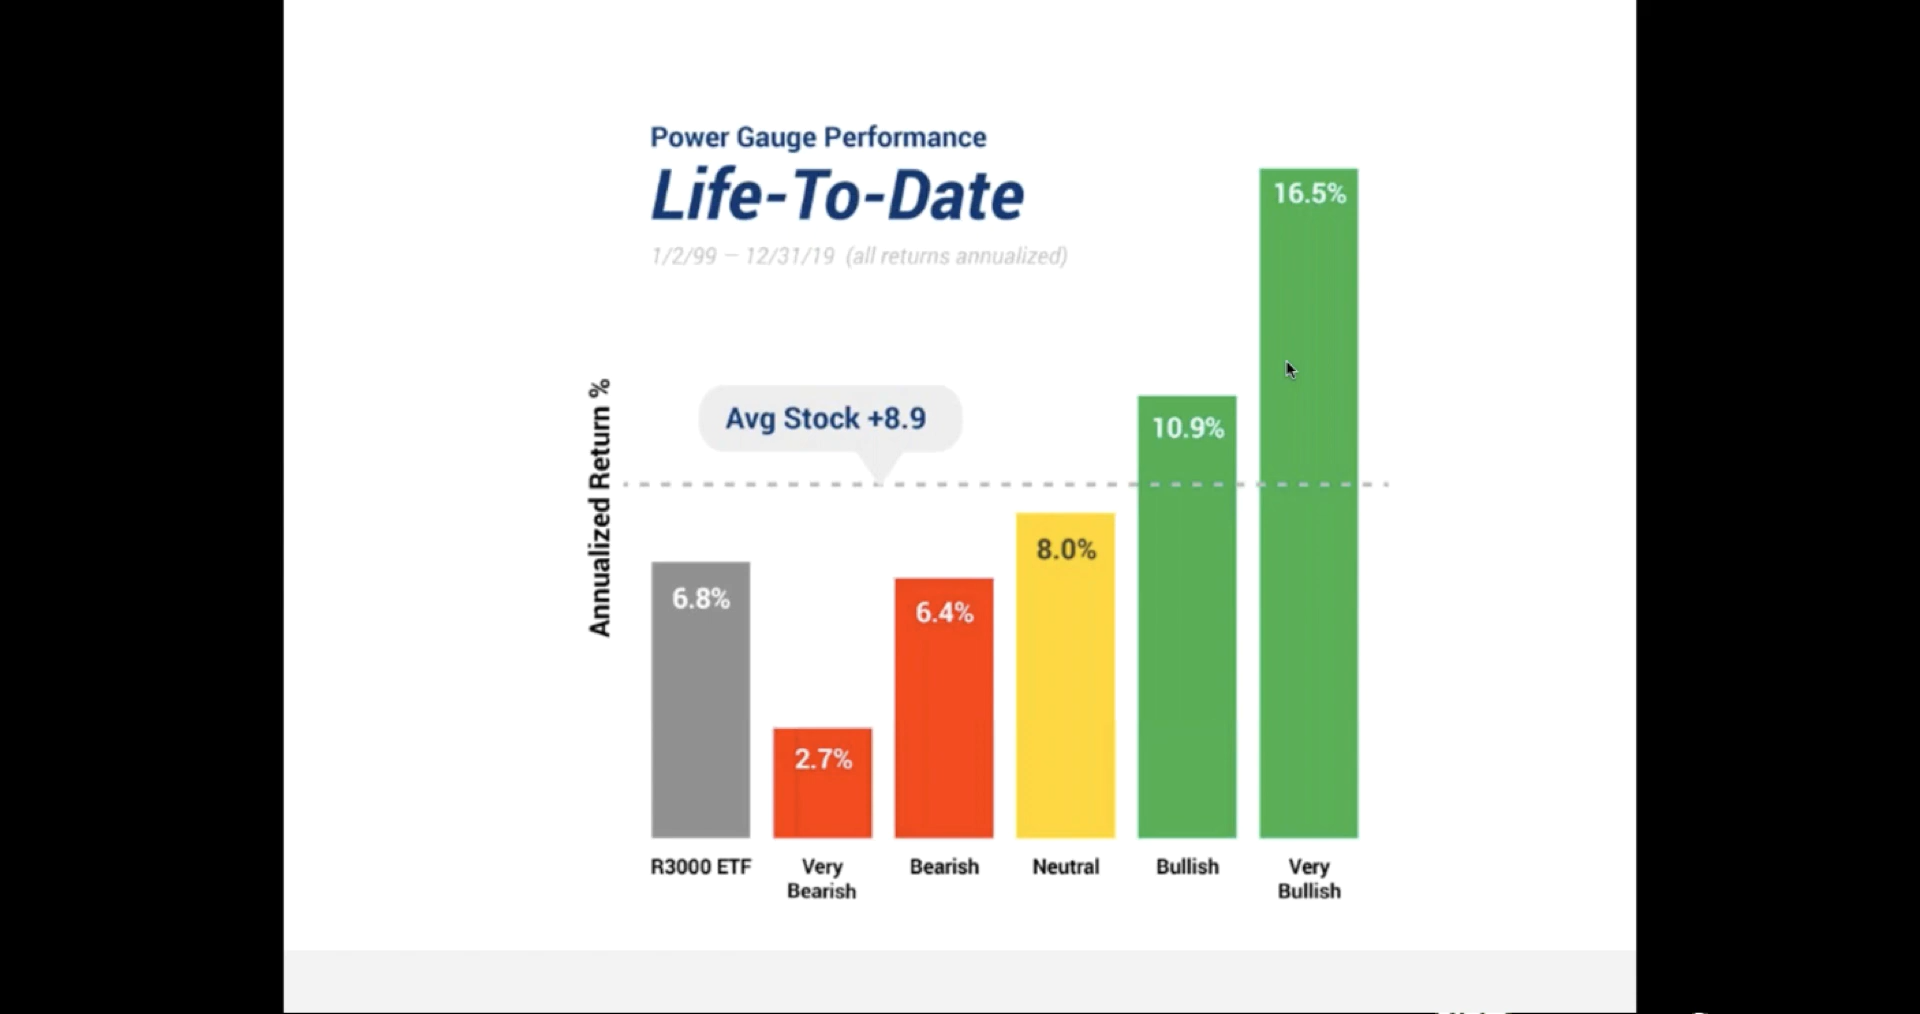 Power Gauge Performance
Life-To-Date
1/2/99 – 12/31/19 (all returns annualized)
Annualized Return %
Avg Stock +8.9
6.8%
2.7%
6.4%
8.0%
10.9%
16.5%
R3000 ETF
Very
Bearish
Bearish
Neutral
Bullish
Very
Bullish